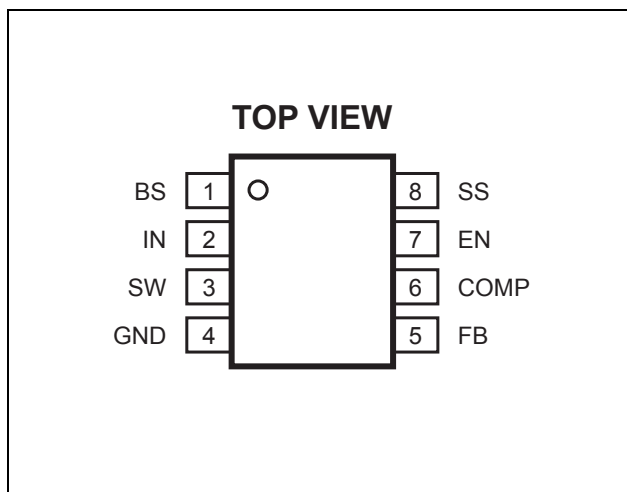 TOP VIEW
BS 1 8 SS
IN 2 7 EN
SW 3 6 COMP
GND 4 5 FB